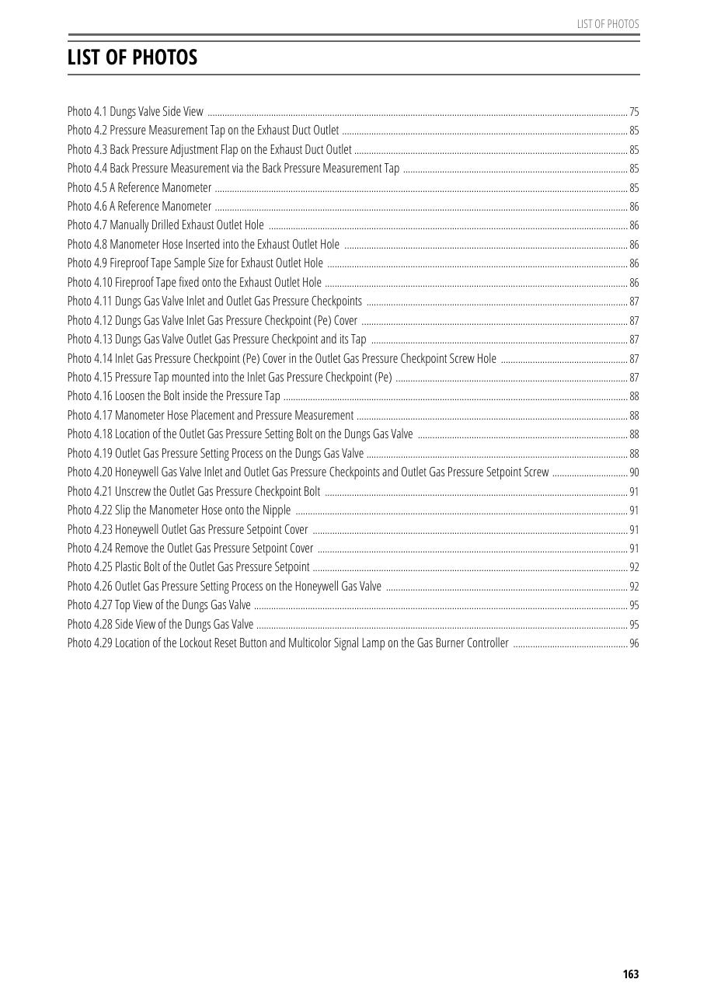 LIST OF PHOTOS
LIST OF PHOTOS
Photo 4.1 Dungs Valve Side View ........ 75
Photo 4.2 Pressure Measurement Tap on the Exhaust Duct Outlet ........ 85
Photo 4.3 Back Pressure Adjustment Flap on the Exhaust Duct Outlet ........ 85
Photo 4.4 Back Pressure Measurement via the Back Pressure Measurement Tap ........ 85
Photo 4.5 A Reference Manometer ........ 85
Photo 4.6 A Reference Manometer ........ 86
Photo 4.7 Manually Drilled Exhaust Outlet Hole ........ 86
Photo 4.8 Manometer Hose Inserted into the Exhaust Outlet Hole ........ 86
Photo 4.9 Fireproof Tape Sample Size for Exhaust Outlet Hole ........ 86
Photo 4.10 Fireproof Tape fixed onto the Exhaust Outlet Hole ........ 86
Photo 4.11 Dungs Gas Valve Inlet and Outlet Gas Pressure Checkpoints ........ 87
Photo 4.12 Dungs Gas Valve Inlet Gas Pressure Checkpoint (Pe) Cover ........ 87
Photo 4.13 Dungs Gas Valve Outlet Gas Pressure Checkpoint and its Tap ........ 87
Photo 4.14 Inlet Gas Pressure Checkpoint (Pe) Cover in the Outlet Gas Pressure Checkpoint Screw Hole ........ 87
Photo 4.15 Pressure Tap mounted into the Inlet Gas Pressure Checkpoint (Pe) ........ 87
Photo 4.16 Loosen the Bolt inside the Pressure Tap ........ 88
Photo 4.17 Manometer Hose Placement and Pressure Measurement ........ 88
Photo 4.18 Location of the Outlet Gas Pressure Setting Bolt on the Dungs Gas Valve ........ 88
Photo 4.19 Outlet Gas Pressure Setting Process on the Dungs Gas Valve ........ 88
Photo 4.20 Honeywell Gas Valve Inlet and Outlet Gas Pressure Checkpoints and Outlet Gas Pressure Setpoint Screw ........ 90
Photo 4.21 Unscrew the Outlet Gas Pressure Checkpoint Bolt ........ 91
Photo 4.22 Slip the Manometer Hose onto the Nipple ........ 91
Photo 4.23 Honeywell Outlet Gas Pressure Setpoint Cover ........ 91
Photo 4.24 Remove the Outlet Gas Pressure Setpoint Cover ........ 91
Photo 4.25 Plastic Bolt of the Outlet Gas Pressure Setpoint ........ 92
Photo 4.26 Outlet Gas Pressure Setting Process on the Honeywell Gas Valve ........ 92
Photo 4.27 Top View of the Dungs Gas Valve ........ 95
Photo 4.28 Side View of the Dungs Gas Valve ........ 95
Photo 4.29 Location of the Lockout Reset Button and Multicolor Signal Lamp on the Gas Burner Controller ........ 96
163